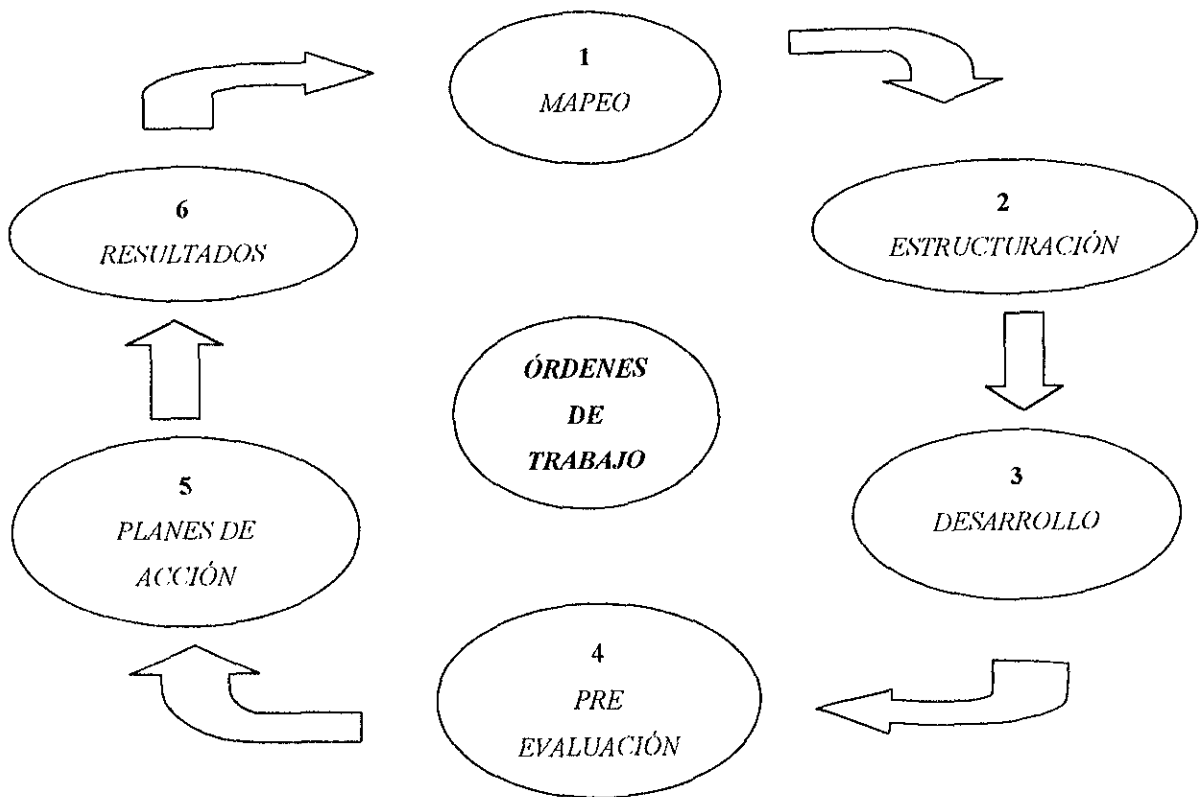 1
MAPEO
2
ESTRUCTURACIÓN
3
DESARROLLO
4
PRE
EVALUACIÓN
5
PLANES DE
ACCIÓN
6
RESULTADOS
ÓRDENES
DE
TRABAJO